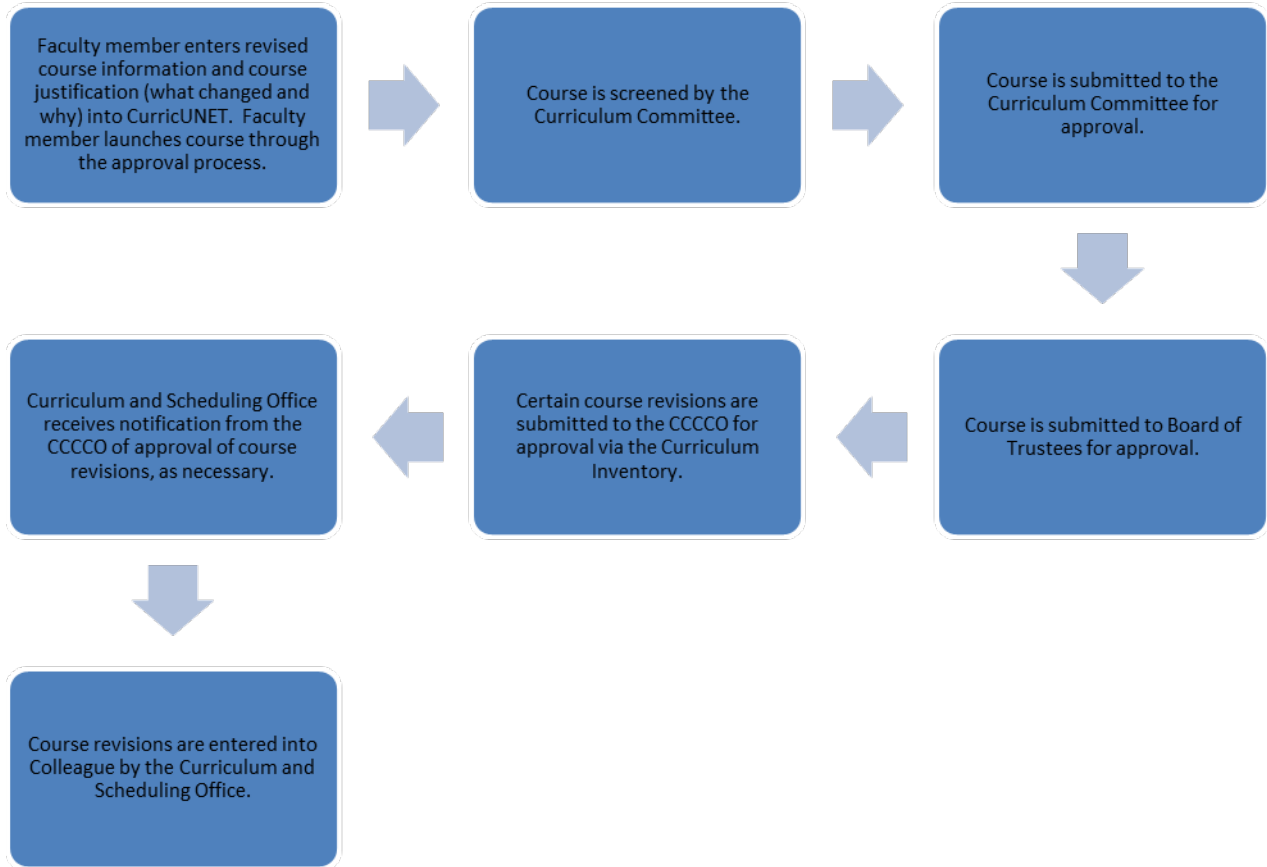 Faculty member enters revised
course information and course
justification (what changed and
why) into CurricUNET.  Faculty
member launches course through
the approval process.
Course is screened by the
Curriculum Committee.
Course is submitted to the
Curriculum Committee for
approval.
Course is submitted to Board of
Trustees for approval.
Certain course revisions are
submitted to the CCCCO for
approval via the Curriculum
Inventory.
Curriculum and Scheduling Office
receives notification from the
CCCCO of approval of course
revisions, as necessary.
Course revisions are entered into
Colleague by the Curriculum and
Scheduling Office.